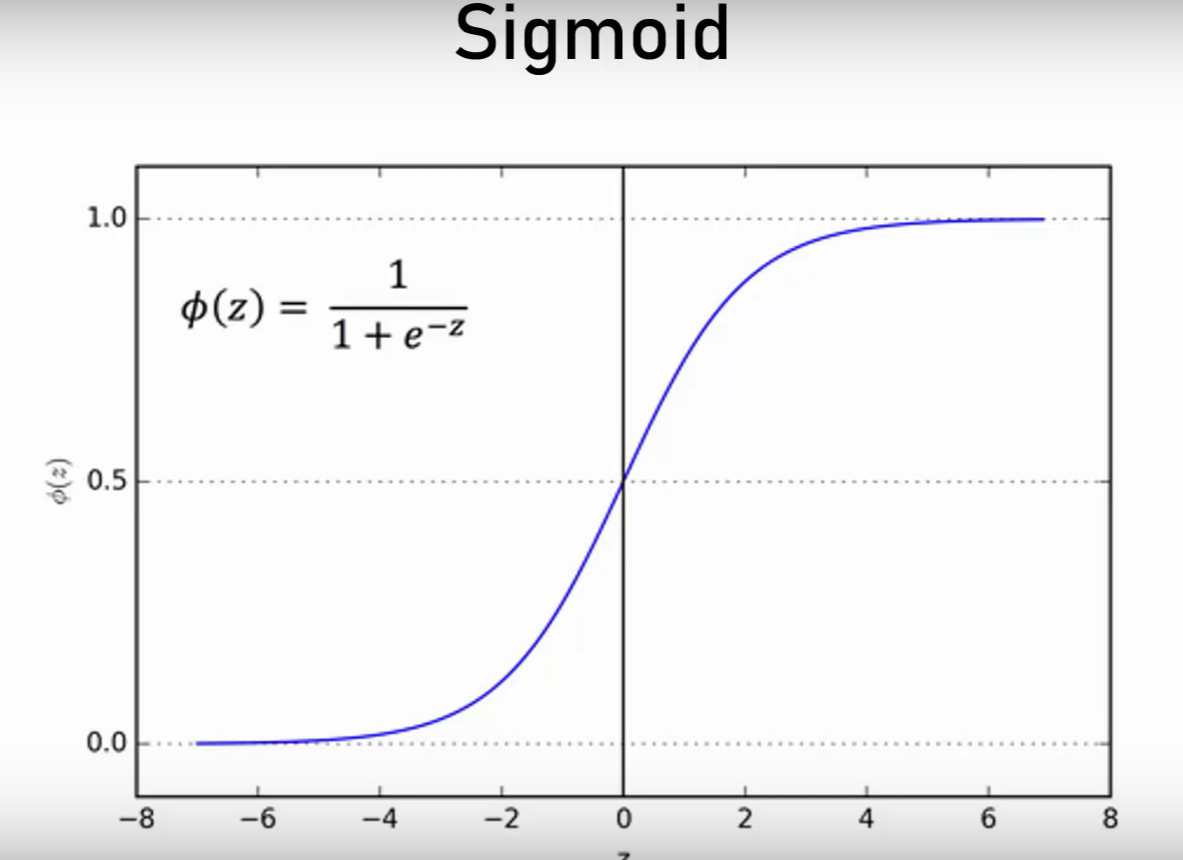 Sigmoid
1.0
ϕ(z) = 1 / (1 + e^{−z})
ϕ(z)
0.5
0.0
−8 −6 −4 −2 0 2 4 6 8
z